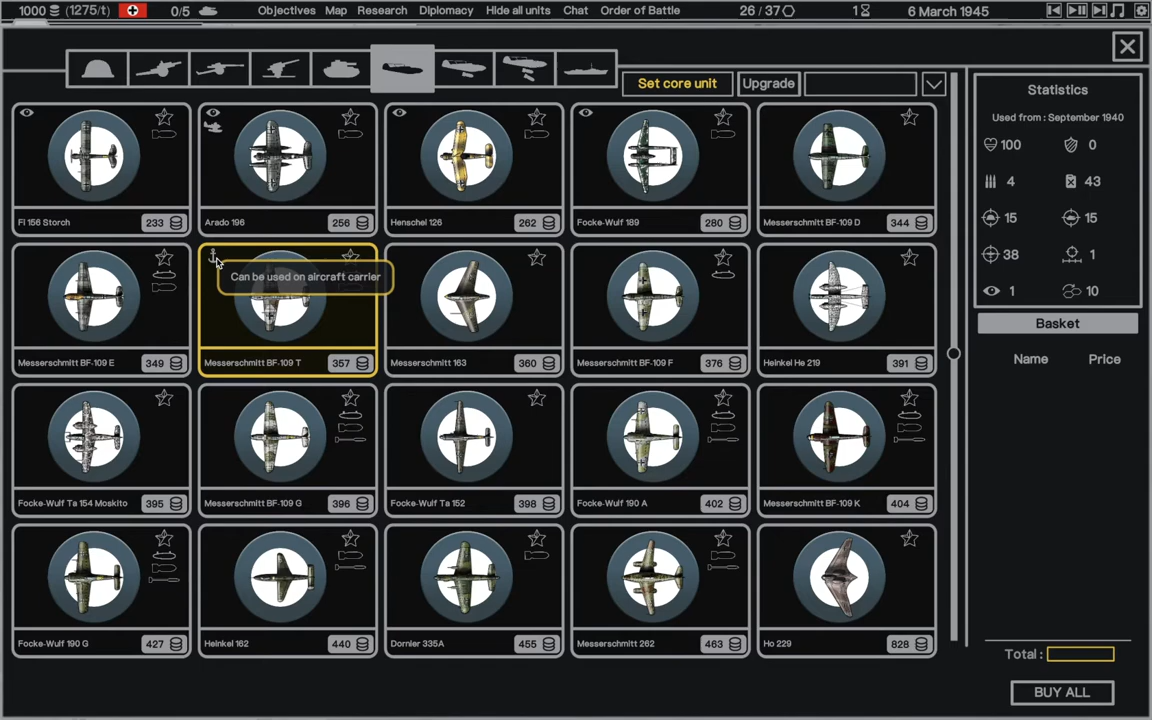 1000 (1275/t) 0/5 Objectives Map Research Diplomacy Hide all units Chat Order of Battle 26 / 37 1 6 March 1945
Set core unit Upgrade
Fl 156 Storch 233
Arado 196 256
Henschel 126 262
Focke-Wulf 189 280
Messerschmitt BF-109 D 344
Can be used on aircraft carrier
Messerschmitt BF-109 E 349
Messerschmitt BF-109 T 357
Messerschmitt 163 360
Messerschmitt BF-109 F 376
Heinkel He 219 391
Focke-Wulf Ta 154 Moskito 395
Messerschmitt BF-109 G 396
Focke-Wulf Ta 152 398
Focke-Wulf 190 A 402
Messerschmitt BF-109 K 404
Focke-Wulf 190 G 427
Heinkel 162 440
Dornier 335A 455
Messerschmitt 262 463
Ho 229 828
Statistics
Used from : September 1940
100 0
4 43
15 15
38 1
1 10
Basket
Name Price
Total :
BUY ALL